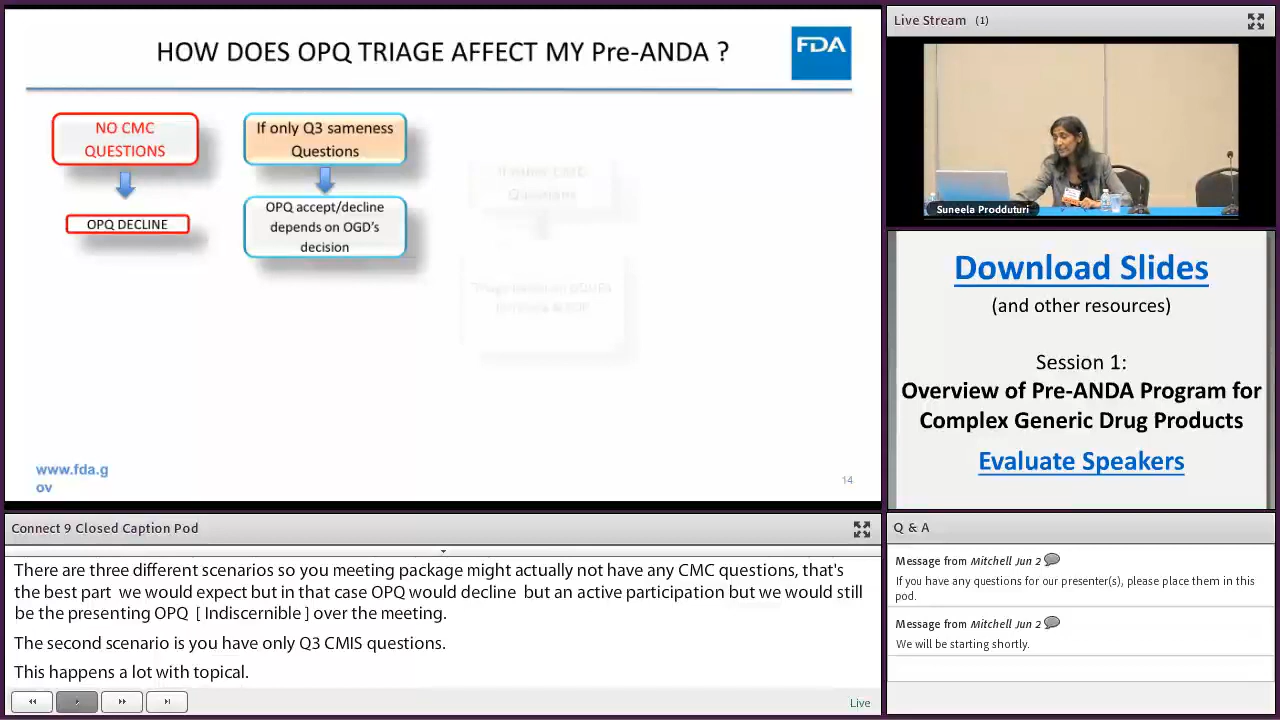 HOW DOES OPQ TRIAGE AFFECT MY Pre-ANDA ?
FDA
NO CMC
QUESTIONS
OPQ DECLINE
If only Q3 sameness
Questions
OPQ accept/decline
depends on OGD's
decision
Questions
www.fda.g
ov
14
Live Stream (1)
Suneela Prodduturi
Download Slides
(and other resources)
Session 1:
Overview of Pre-ANDA Program for
Complex Generic Drug Products
Evaluate Speakers
Connect 9 Closed Caption Pod
There are three different scenarios so you meeting package might actually not have any CMC questions, that's
the best part we would expect but in that case OPQ would decline but an active participation but we would still
be the presenting OPQ [ Indiscernible ] over the meeting.
The second scenario is you have only Q3 CMIS questions.
This happens a lot with topical.
Live
Q & A
Message from Mitchell Jun 2
If you have any questions for our presenter(s), please place them in this
pod.
Message from Mitchell Jun 2
We will be starting shortly.